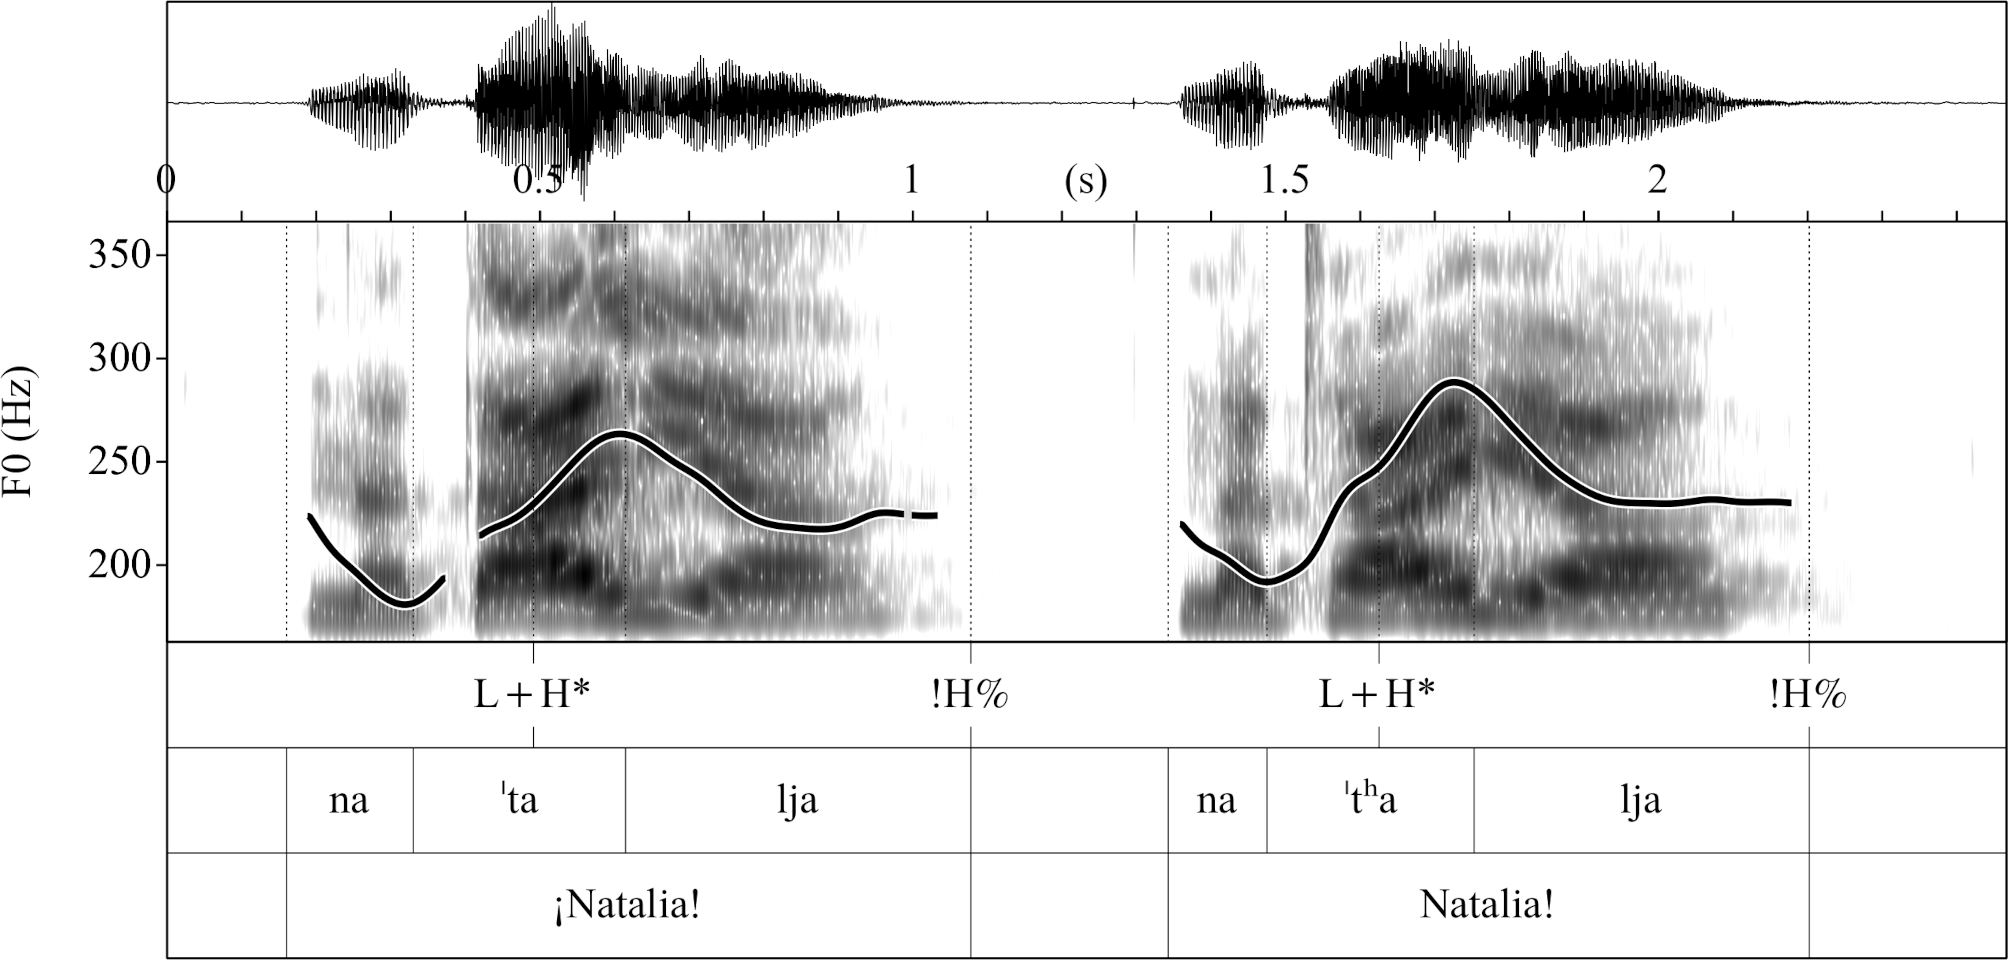 0 0.5 1 (s) 1.5 2
350
300
250
200
F0 (Hz)
L+H* !H% L+H* !H%
na ˈta lja na ˈtʰa lja
¡Natalia! Natalia!